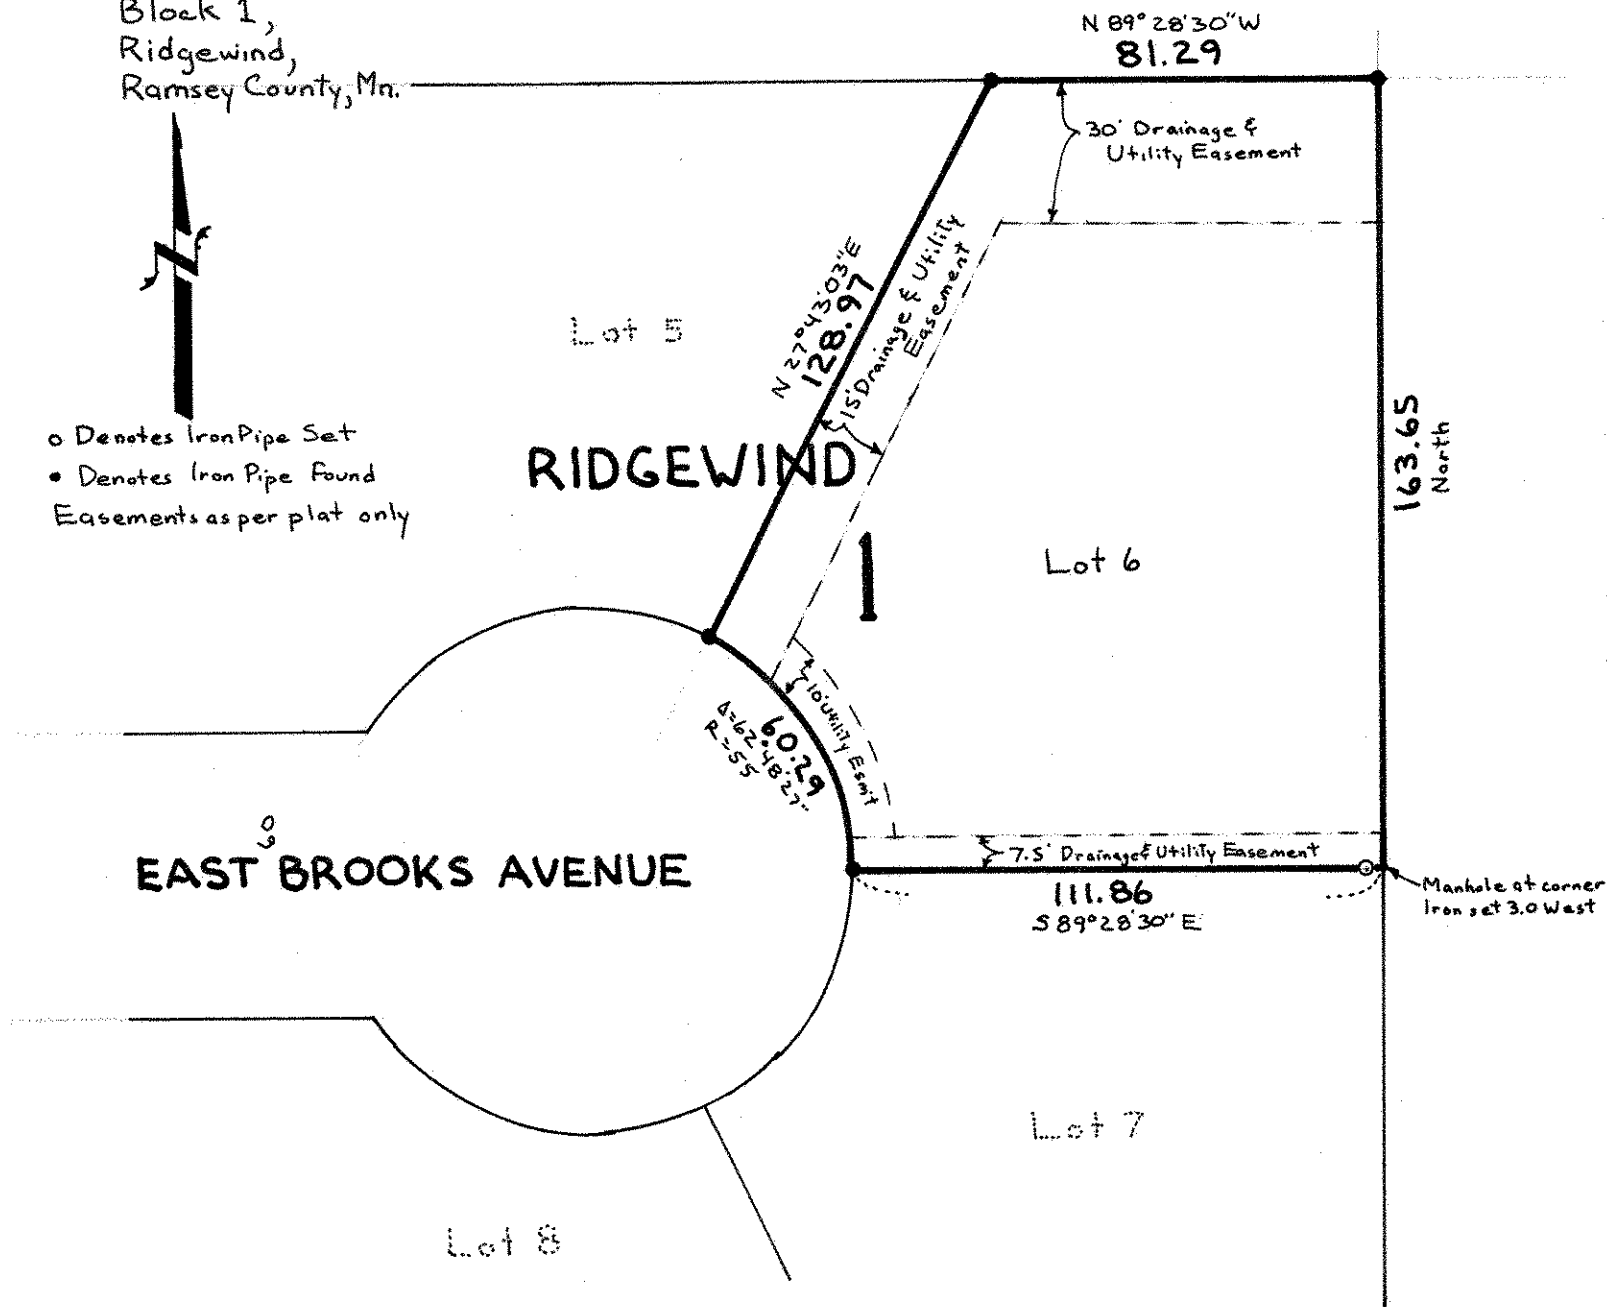 Block 1,
Ridgewind,
Ramsey County, Mn.
N 89° 28' 30" W
81.29
30' Drainage &
Utility Easement
N 27° 43' 03" E
128.97
15' Drainage & Utility
Easement
Lot 5
163.65
North
o Denotes Iron Pipe Set
• Denotes Iron Pipe Found
Easements as per plat only
RIDGEWIND
1
Lot 6
10' Utility Esm't
60.29
Δ=62°48'27"
R=55
EAST BROOKS AVENUE
7.5' Drainage & Utility Easement
111.86
S 89° 28' 30" E
Manhole at corner
Iron set 3.0 West
Lot 7
Lot 8